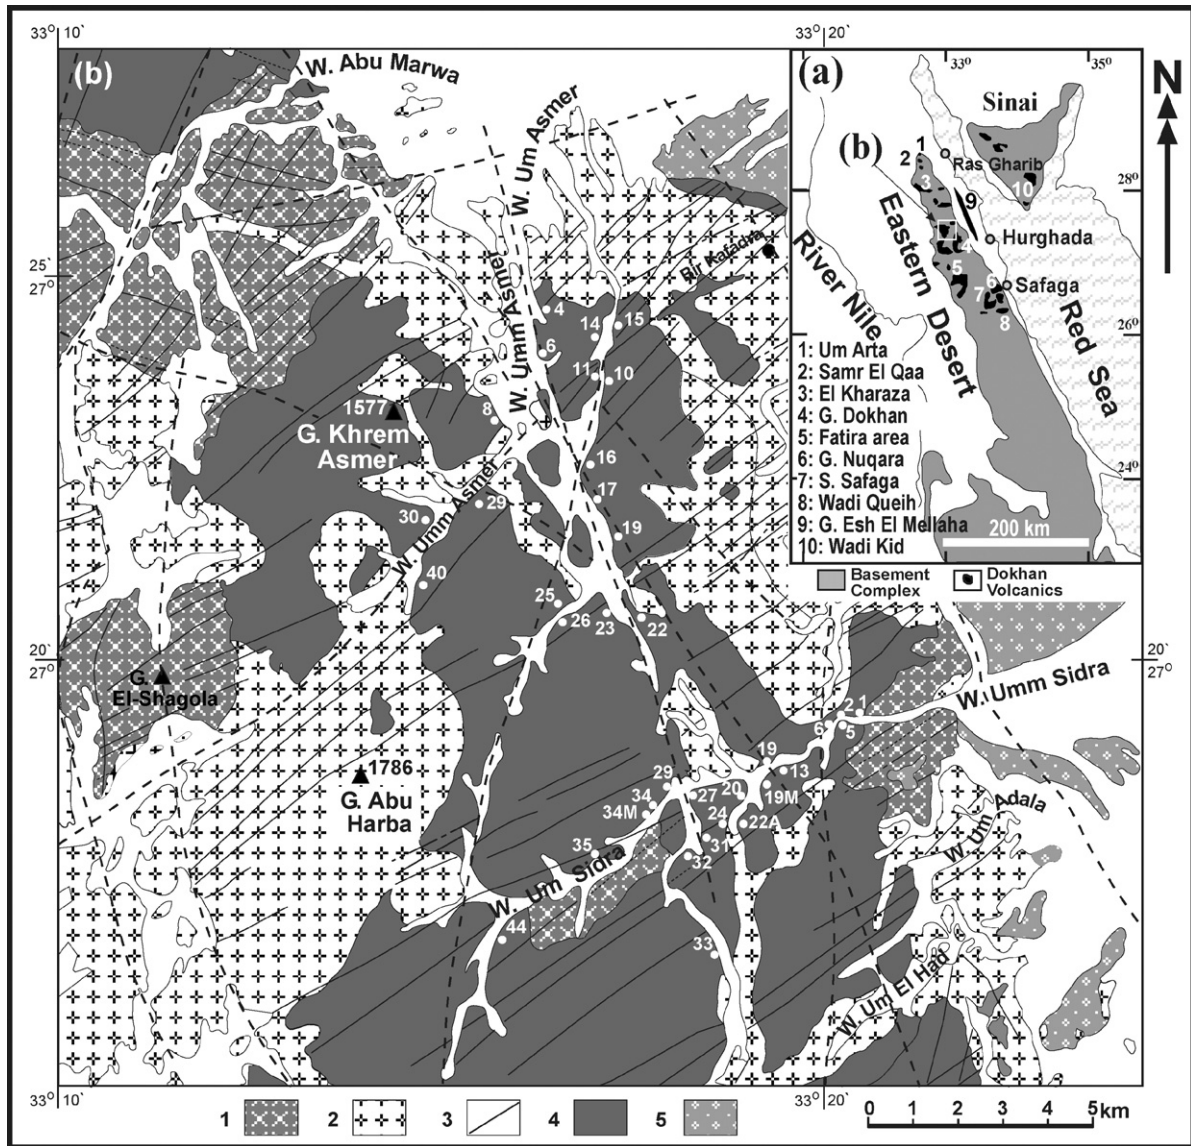 33° 10`
33° 20`
(b)
W. Abu Marwa
W. Um Asmer
(a)
33°
35°
N
Sinai
(b)
1
2
Ras Gharib
3
10
28°
9
Eastern Desert
Hurghada
4
5
6
Safaga
7
8
River Nile
Red Sea
26°
24°
1: Um Arta
2: Samr El Qaa
3: El Kharaza
4: G. Dokhan
5: Fatira area
6: G. Nuqara
7: S. Safaga
8: Wadi Queih
9: G. Esh El Mellaha
10: Wadi Kid
200 km
Basement
Complex
Dokhan
Volcanics
Bir Kafadra
25`
27°
W. Umm Asmer
4
14
15
6
11
10
1577
8
G. Khrem
Asmer
16
17
29
30
19
W. Umm Asmer
40
25
26
23
22
20`
27°
20`
27°
G.
El-Shagola
W. Umm Sidra
2
1
6
5
1786
G. Abu
Harba
19
13
29
27
20
19M
34
34M
24
22A
31
35
32
W. Um Sidra
W. Um Adala
44
33
W. Um El Had
33° 10`
33° 20`
1
2
3
4
5
0 1 2 3 4 5km